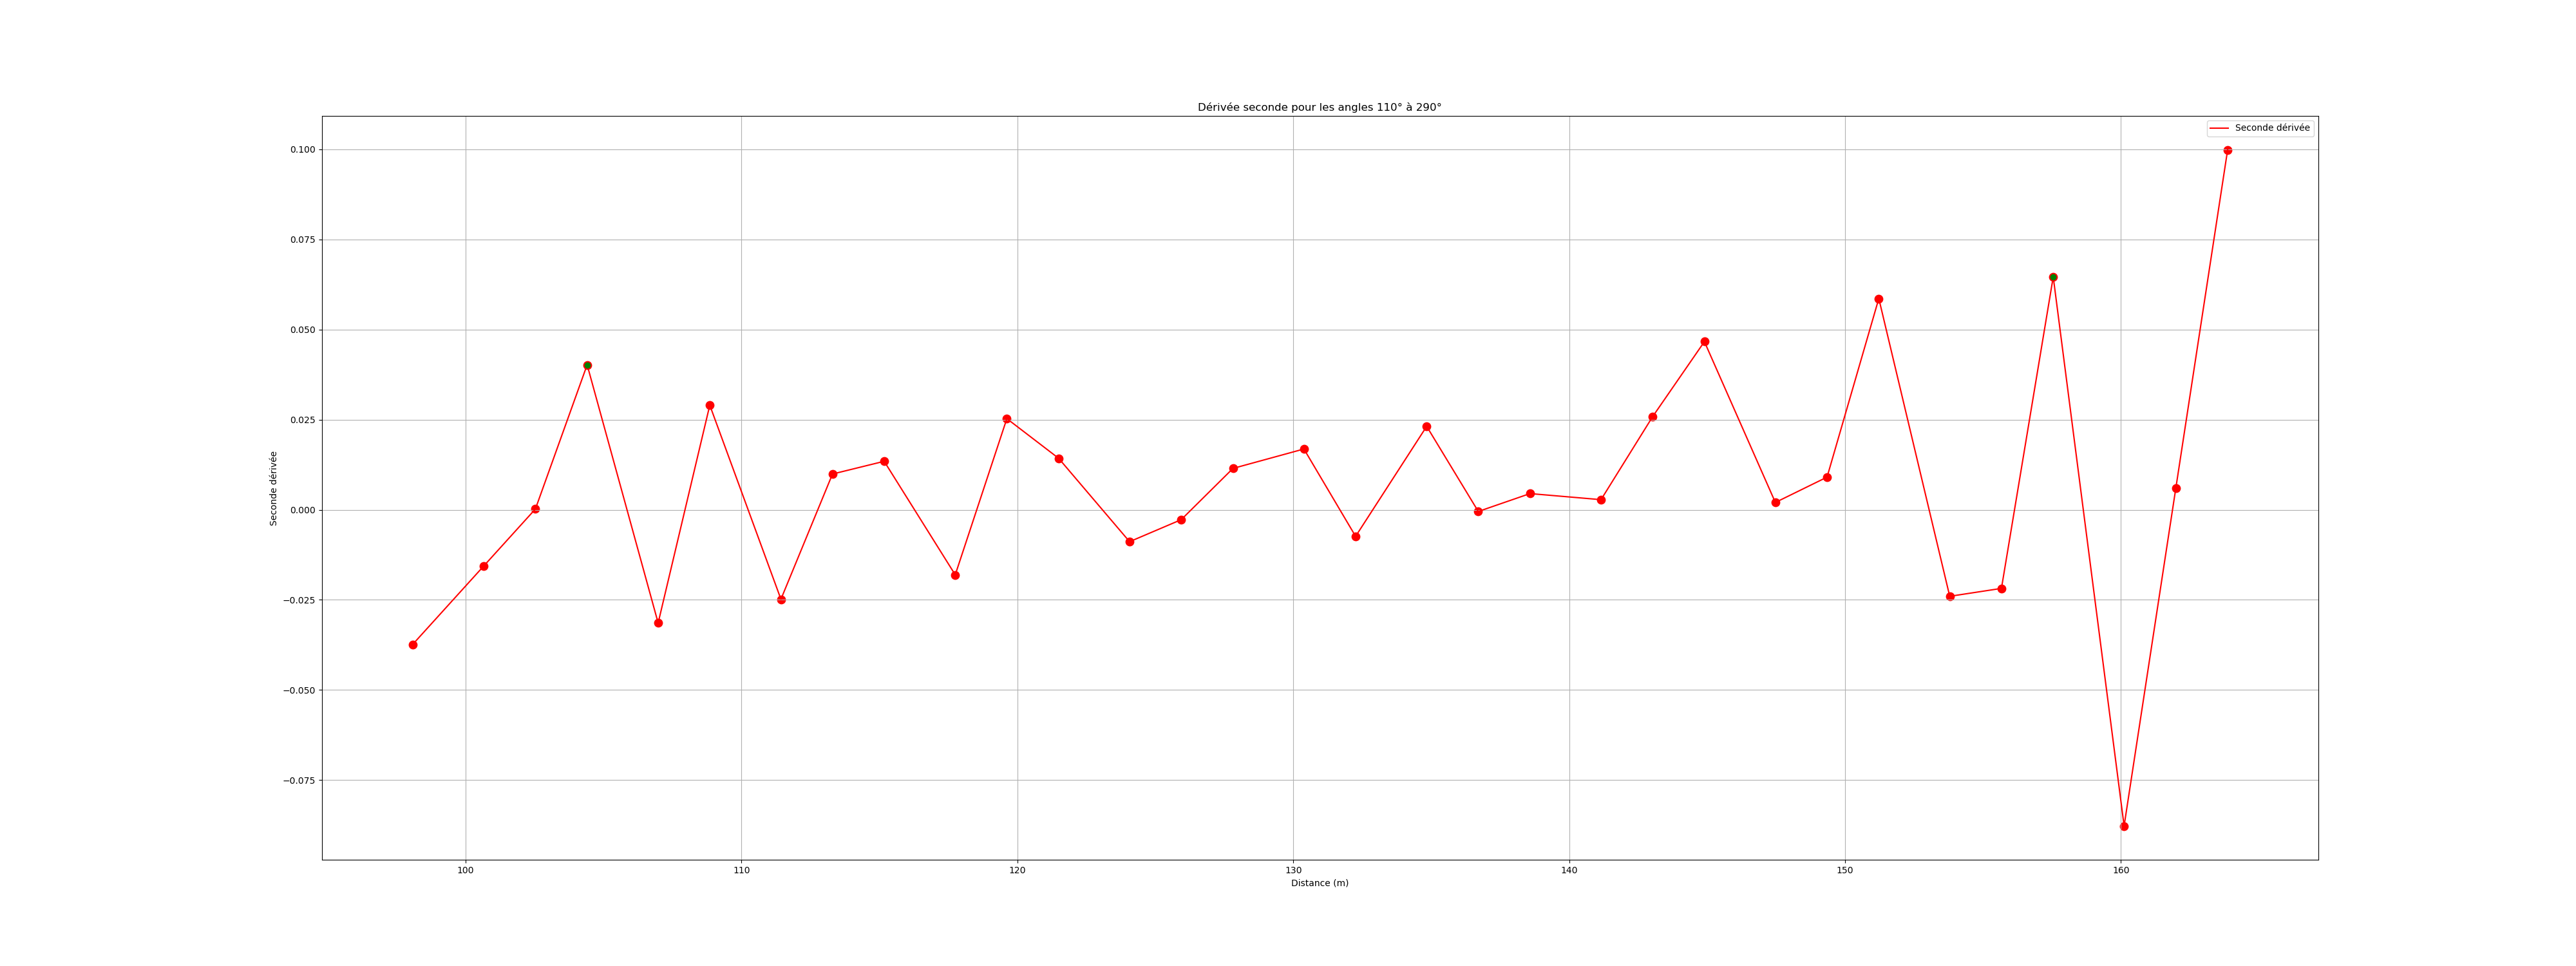 Dérivée seconde pour les angles 110° à 290°
Seconde dérivée
0.100
0.075
0.050
0.025
0.000
−0.025
−0.050
−0.075
Seconde dérivée
100 110 120 130 140 150 160
Distance (m)